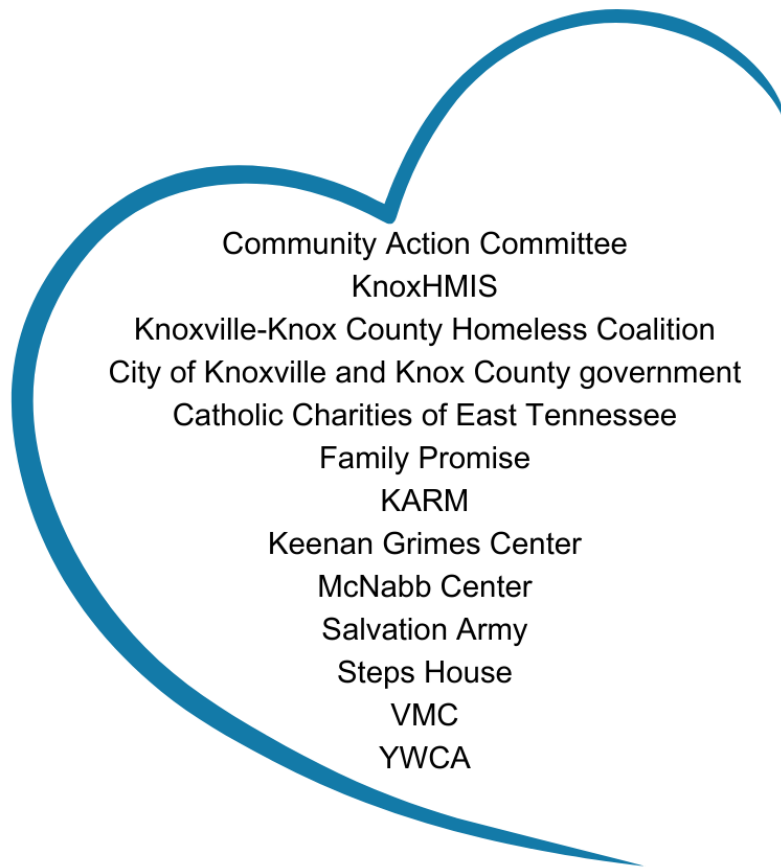 Community Action Committee
KnoxHMIS
Knoxville-Knox County Homeless Coalition
City of Knoxville and Knox County government
Catholic Charities of East Tennessee
Family Promise
KARM
Keenan Grimes Center
McNabb Center
Salvation Army
Steps House
VMC
YWCA